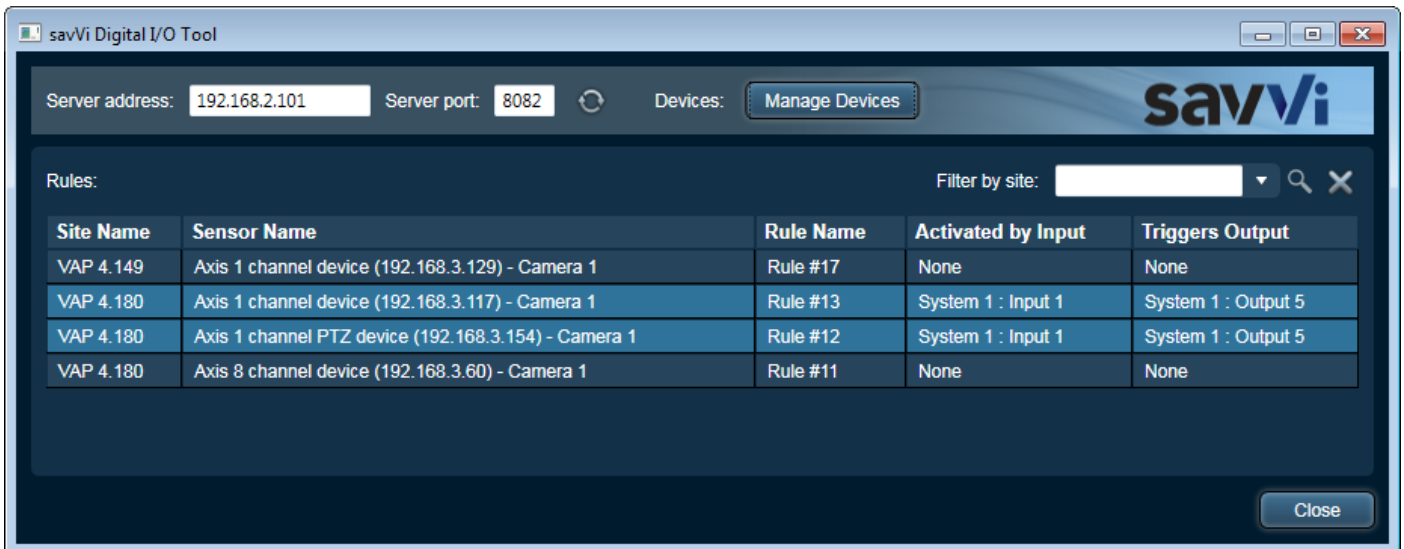 savVi Digital I/O Tool
Server address: 192.168.2.101 Server port: 8082 Devices: Manage Devices savVi
Rules: Filter by site:
Site Name Sensor Name Rule Name Activated by Input Triggers Output
VAP 4.149 Axis 1 channel device (192.168.3.129) - Camera 1 Rule #17 None None
VAP 4.180 Axis 1 channel device (192.168.3.117) - Camera 1 Rule #13 System 1 : Input 1 System 1 : Output 5
VAP 4.180 Axis 1 channel PTZ device (192.168.3.154) - Camera 1 Rule #12 System 1 : Input 1 System 1 : Output 5
VAP 4.180 Axis 8 channel device (192.168.3.60) - Camera 1 Rule #11 None None
Close